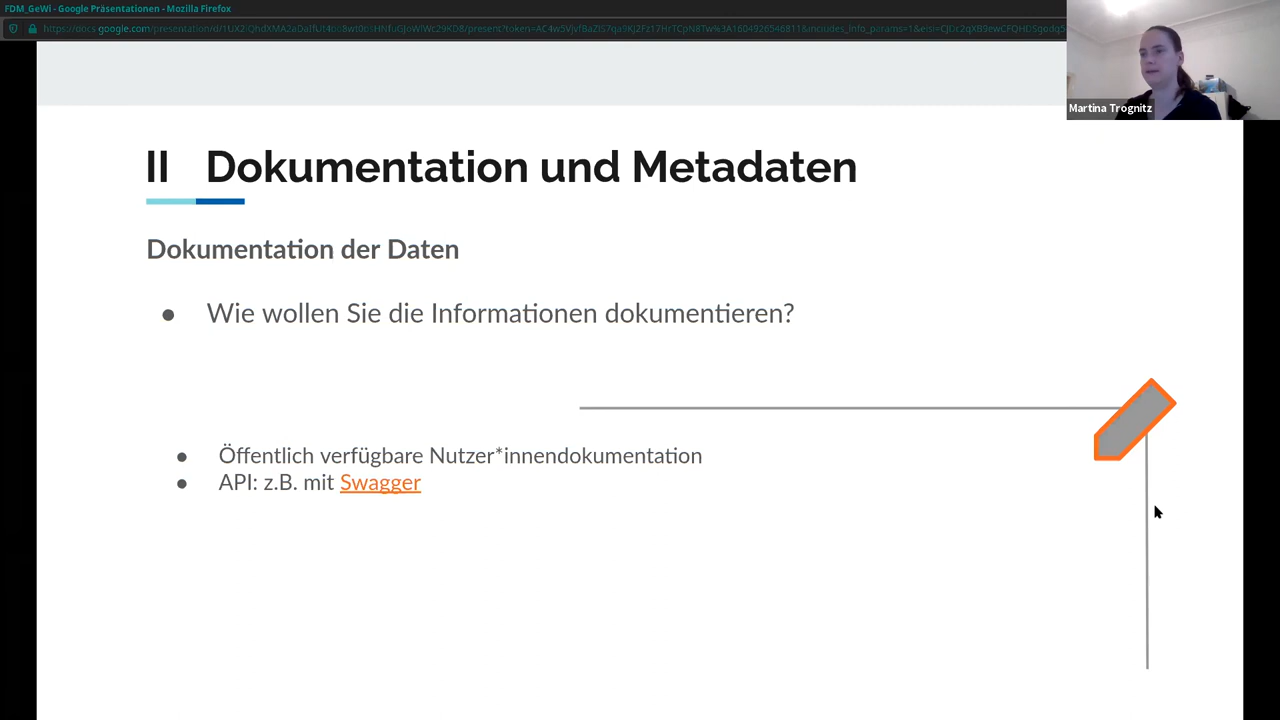 FDM_GeWi - Google Präsentationen - Mozilla Firefox
Martina Trognitz
II Dokumentation und Metadaten
Dokumentation der Daten
● Wie wollen Sie die Informationen dokumentieren?
● Öffentlich verfügbare Nutzer*innendokumentation
● API: z.B. mit Swagger